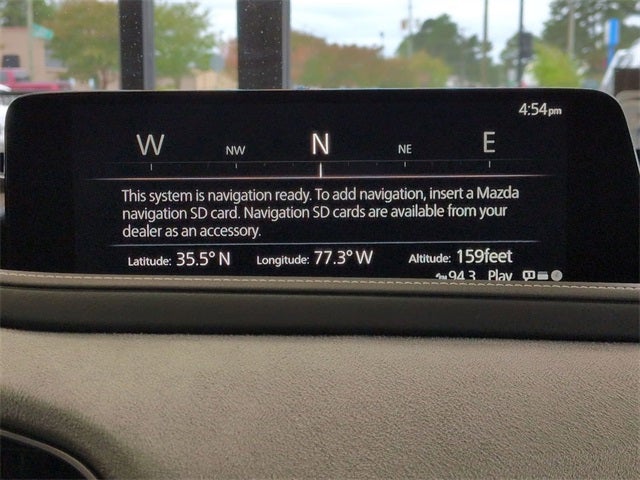 4:54pm
W NW N NE E
This system is navigation ready. To add navigation, insert a Mazda
navigation SD card. Navigation SD cards are available from your
dealer as an accessory.
Latitude: 35.5° N Longitude: 77.3° W Altitude: 159feet
94.3 Play